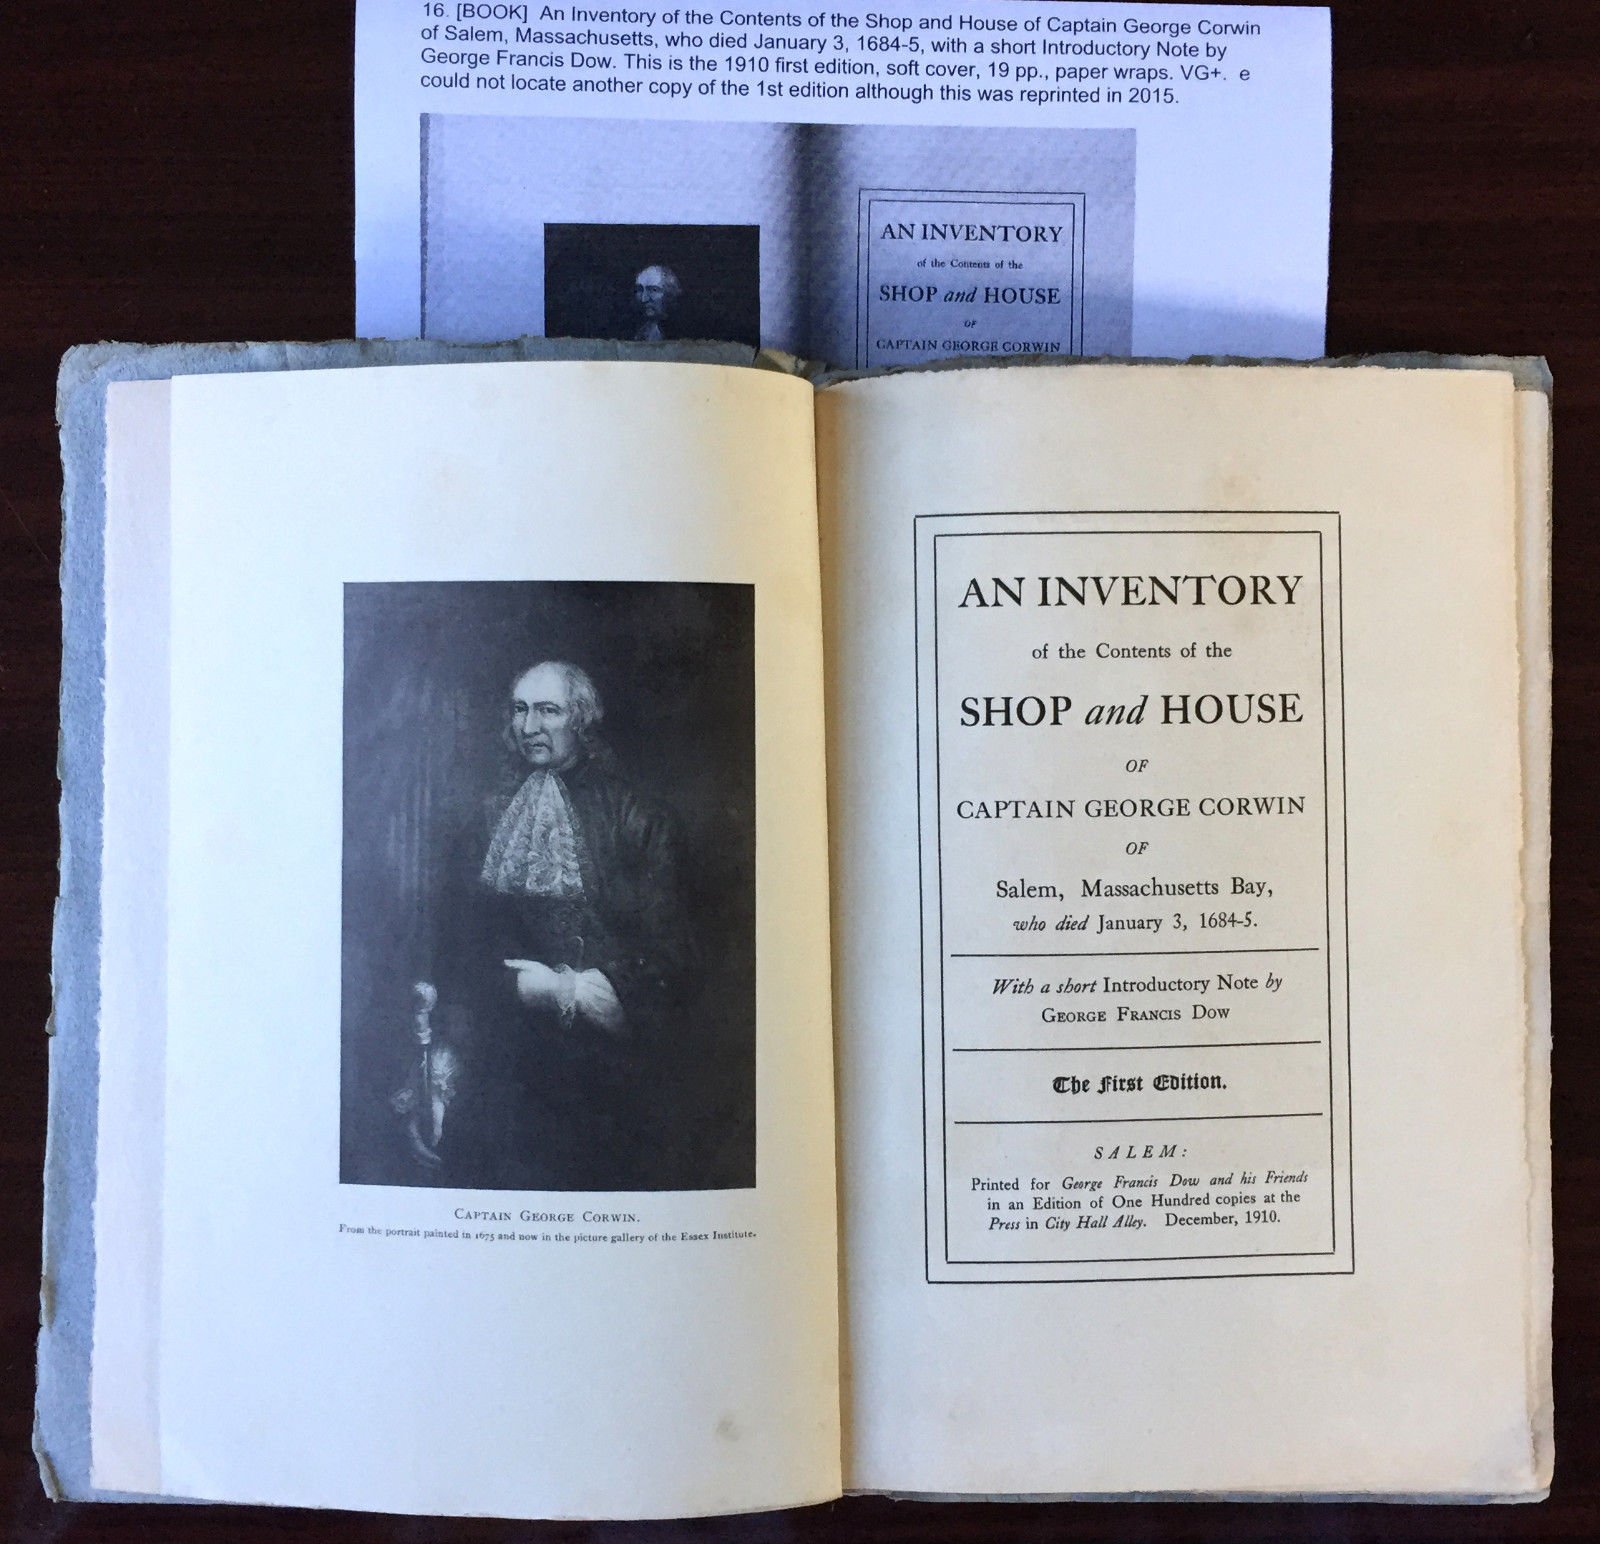 16. [BOOK] An Inventory of the Contents of the Shop and House of Captain George Corwin
of Salem, Massachusetts, who died January 3, 1684-5, with a short Introductory Note by
George Francis Dow. This is the 1910 first edition, soft cover, 19 pp., paper wraps. VG+. e
could not locate another copy of the 1st edition although this was reprinted in 2015.
AN INVENTORY
of the Contents of the
SHOP and HOUSE
OF
CAPTAIN GEORGE CORWIN
CAPTAIN GEORGE CORWIN.
From the portrait painted in 1675 and now in the picture gallery of the Essex Institute.
AN INVENTORY
of the Contents of the
SHOP and HOUSE
OF
CAPTAIN GEORGE CORWIN
OF
Salem, Massachusetts Bay,
who died January 3, 1684-5.
With a short Introductory Note by
GEORGE FRANCIS DOW
The First Edition.
SALEM:
Printed for George Francis Dow and his Friends
in an Edition of One Hundred copies at the
Press in City Hall Alley. December, 1910.